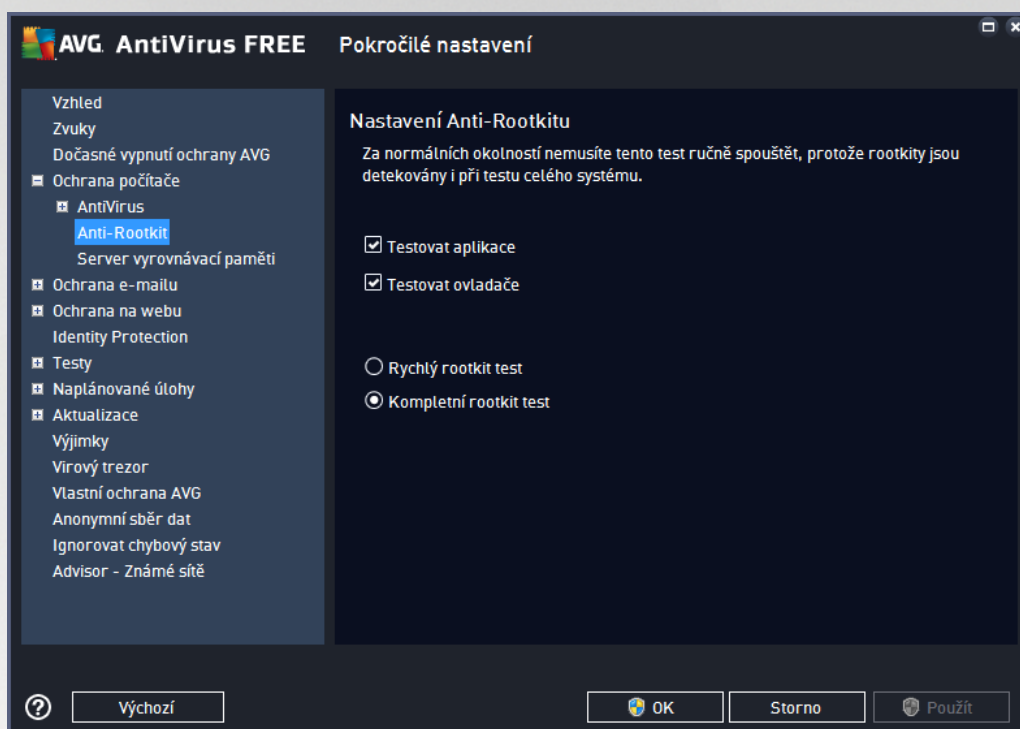 AVG. AntiVirus FREE
Pokročilé nastavení
Vzhled
Zvuky
Dočasné vypnutí ochrany AVG
Ochrana počítače
AntiVirus
Anti-Rootkit
Server vyrovnávací paměti
Ochrana e-mailu
Ochrana na webu
Identity Protection
Testy
Naplánované úlohy
Aktualizace
Výjimky
Virový trezor
Vlastní ochrana AVG
Anonymní sběr dat
Ignorovat chybový stav
Advisor - Známé sítě
Nastavení Anti-Rootkitu
Za normálních okolností nemusíte tento test ručně spouštět, protože rootkity jsou
detekovány i při testu celého systému.
Testovat aplikace
Testovat ovladače
Rychlý rootkit test
Kompletní rootkit test
Výchozí
OK
Storno
Použít